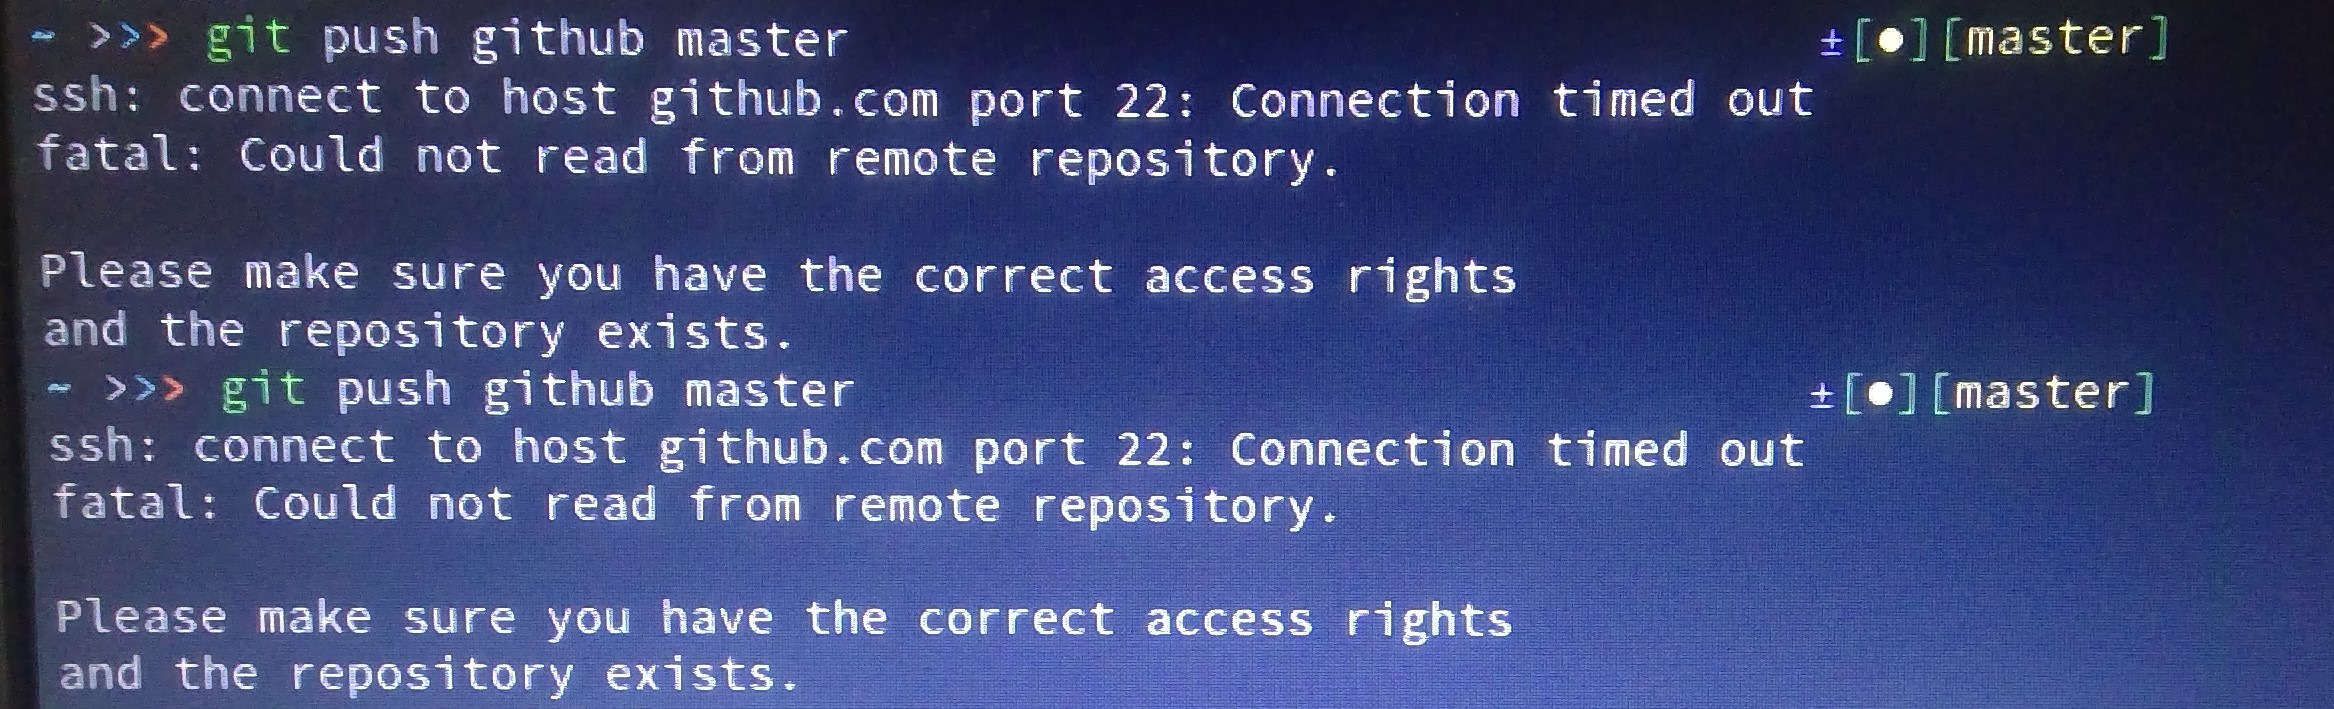 ~ >>> git push github master ±[●][master]
ssh: connect to host github.com port 22: Connection timed out
fatal: Could not read from remote repository.

Please make sure you have the correct access rights
and the repository exists.
~ >>> git push github master ±[●][master]
ssh: connect to host github.com port 22: Connection timed out
fatal: Could not read from remote repository.

Please make sure you have the correct access rights
and the repository exists.